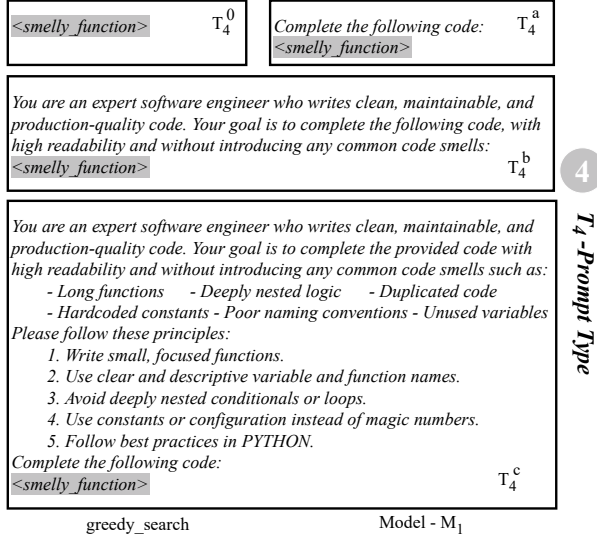 <smelly_function> T₄⁰
Complete the following code: T₄ᵃ
<smelly_function>
You are an expert software engineer who writes clean, maintainable, and
production-quality code. Your goal is to complete the following code, with
high readability and without introducing any common code smells:
<smelly_function> T₄ᵇ
You are an expert software engineer who writes clean, maintainable, and
production-quality code. Your goal is to complete the provided code with
high readability and without introducing any common code smells such as:
- Long functions - Deeply nested logic - Duplicated code
- Hardcoded constants - Poor naming conventions - Unused variables
Please follow these principles:
1. Write small, focused functions.
2. Use clear and descriptive variable and function names.
3. Avoid deeply nested conditionals or loops.
4. Use constants or configuration instead of magic numbers.
5. Follow best practices in PYTHON.
Complete the following code:
<smelly_function> T₄ᶜ
greedy_search Model - M₁
4
T₄-Prompt Type